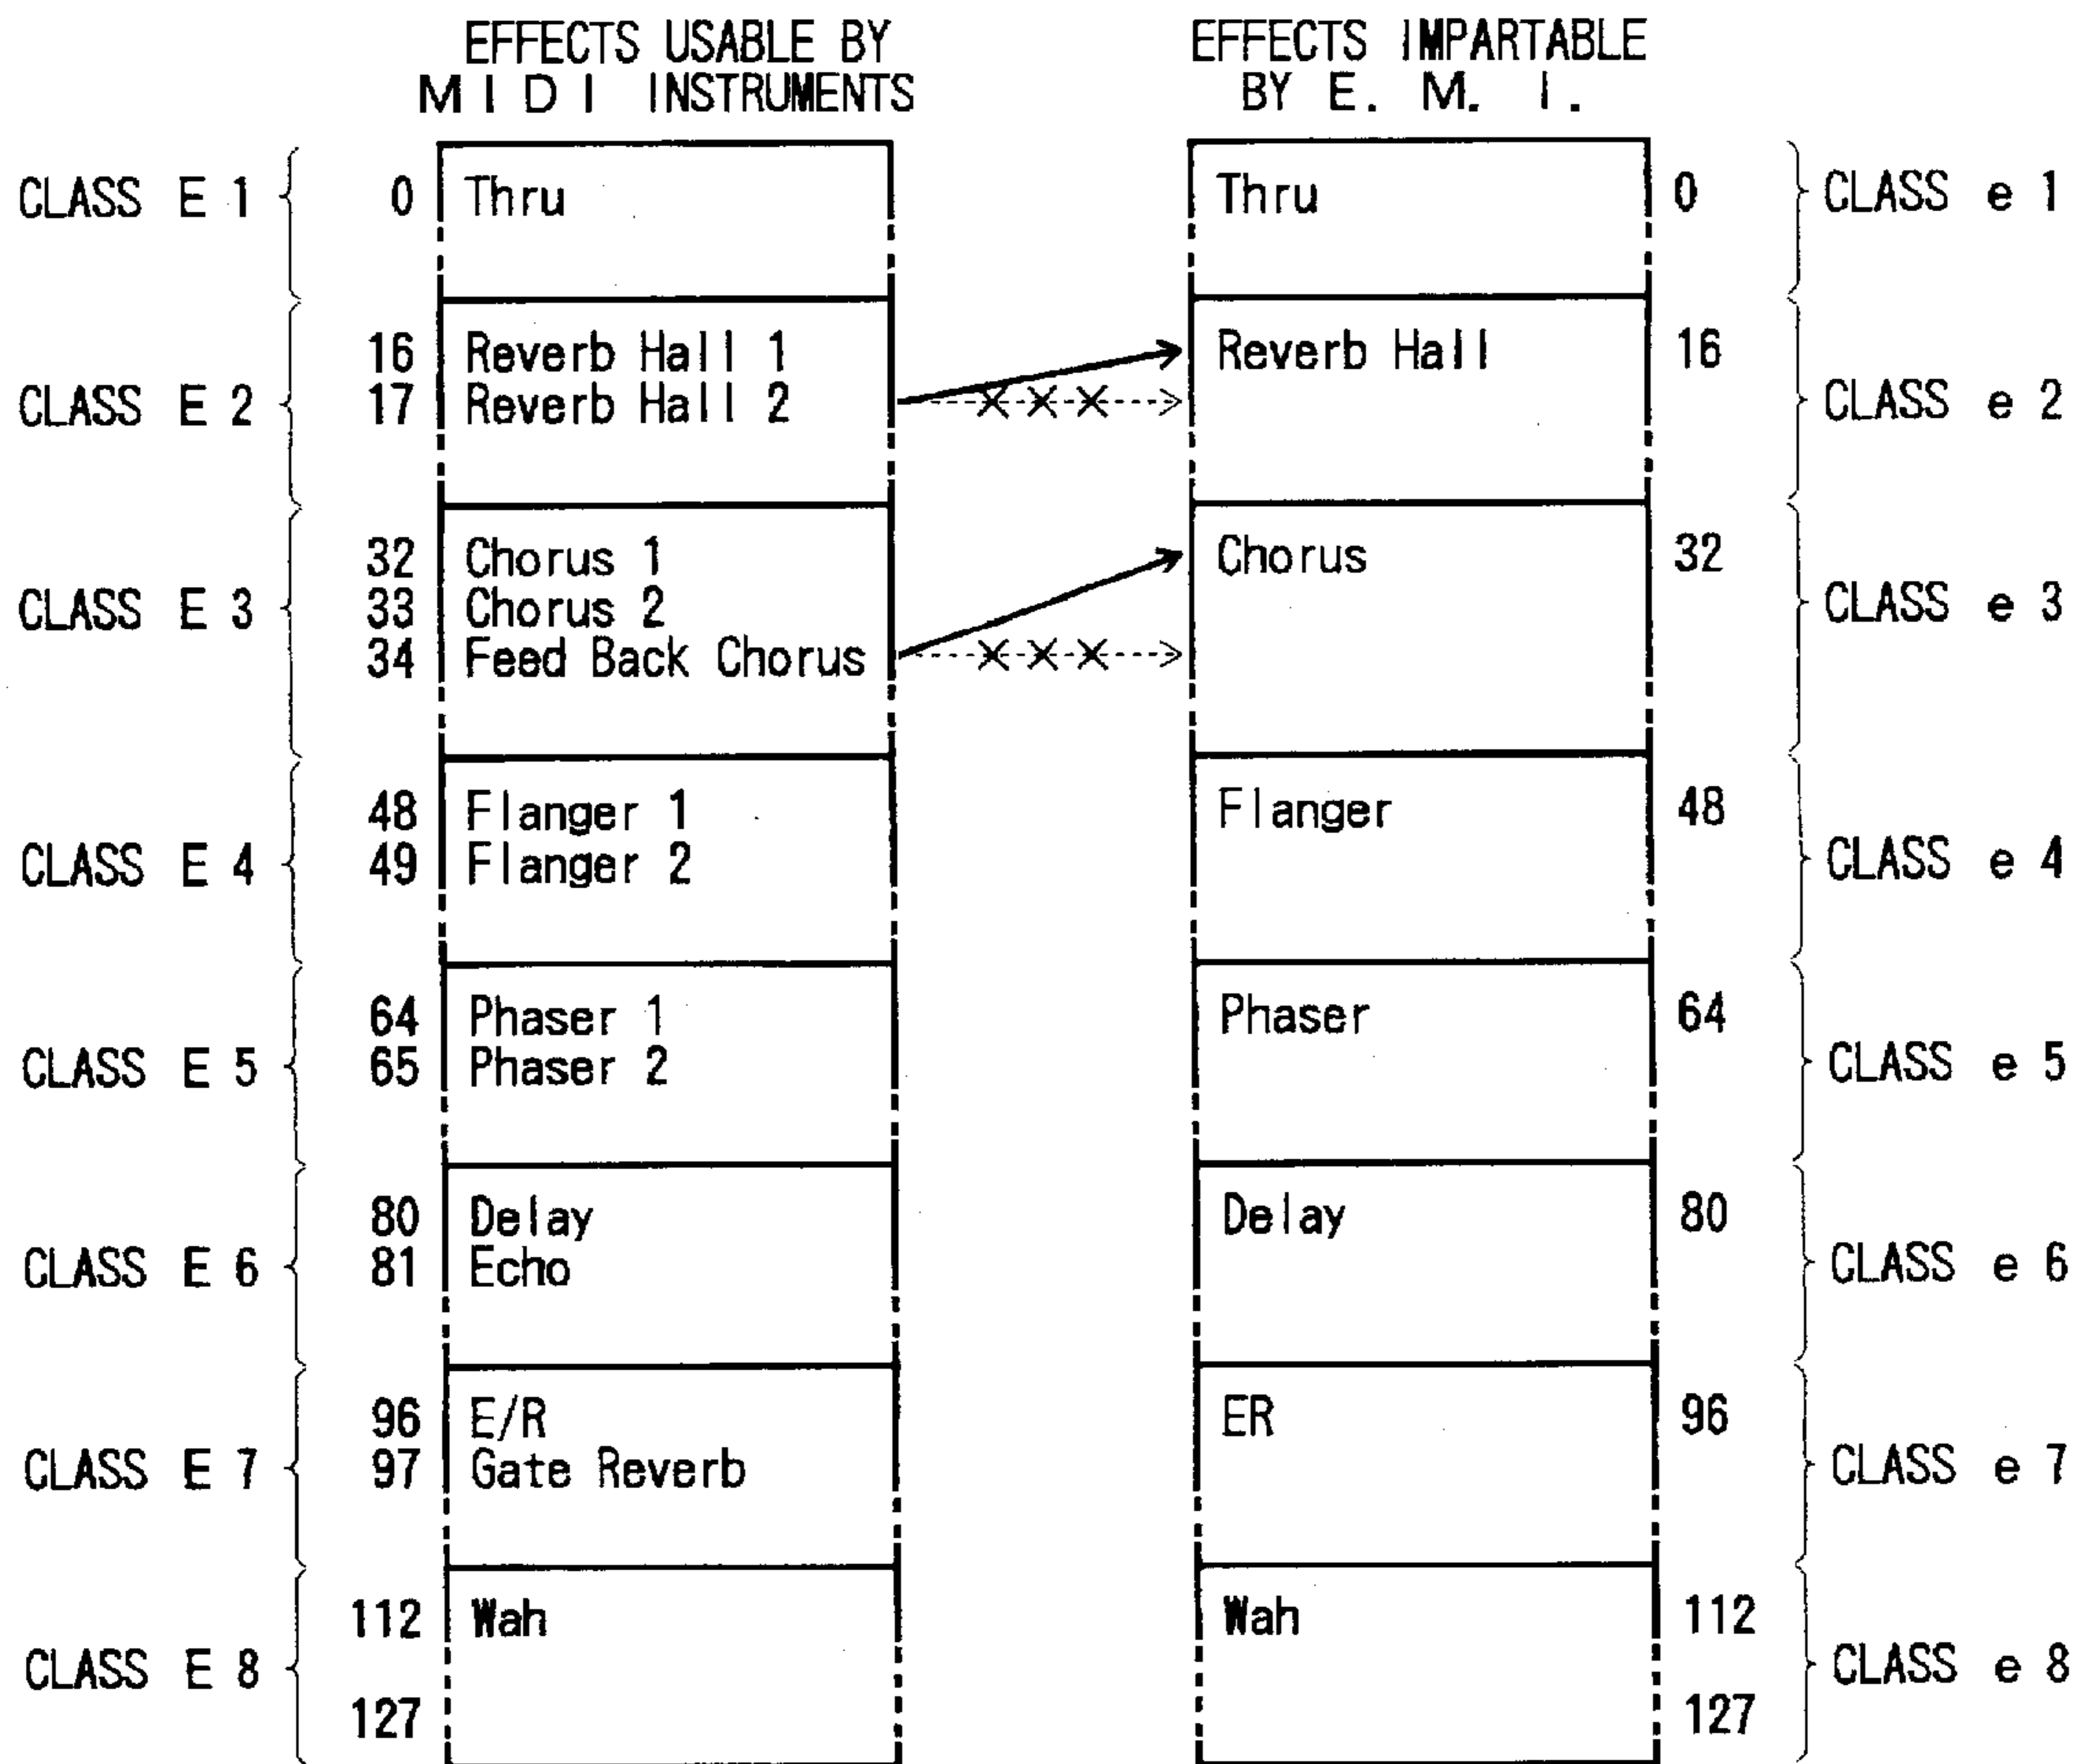 EFFECTS USABLE BY
MIDI INSTRUMENTS
EFFECTS IMPARTABLE
BY E. M. I.
CLASS E 1
0 Thru
Thru 0
CLASS e 1
CLASS E 2
16 Reverb Hall 1
17 Reverb Hall 2
Reverb Hall 16
CLASS e 2
CLASS E 3
32 Chorus 1
33 Chorus 2
34 Feed Back Chorus
Chorus 32
CLASS e 3
CLASS E 4
48 Flanger 1
49 Flanger 2
Flanger 48
CLASS e 4
CLASS E 5
64 Phaser 1
65 Phaser 2
Phaser 64
CLASS e 5
CLASS E 6
80 Delay
81 Echo
Delay 80
CLASS e 6
CLASS E 7
96 E/R
97 Gate Reverb
ER 96
CLASS e 7
CLASS E 8
112 Wah
127
Wah 112
127
CLASS e 8